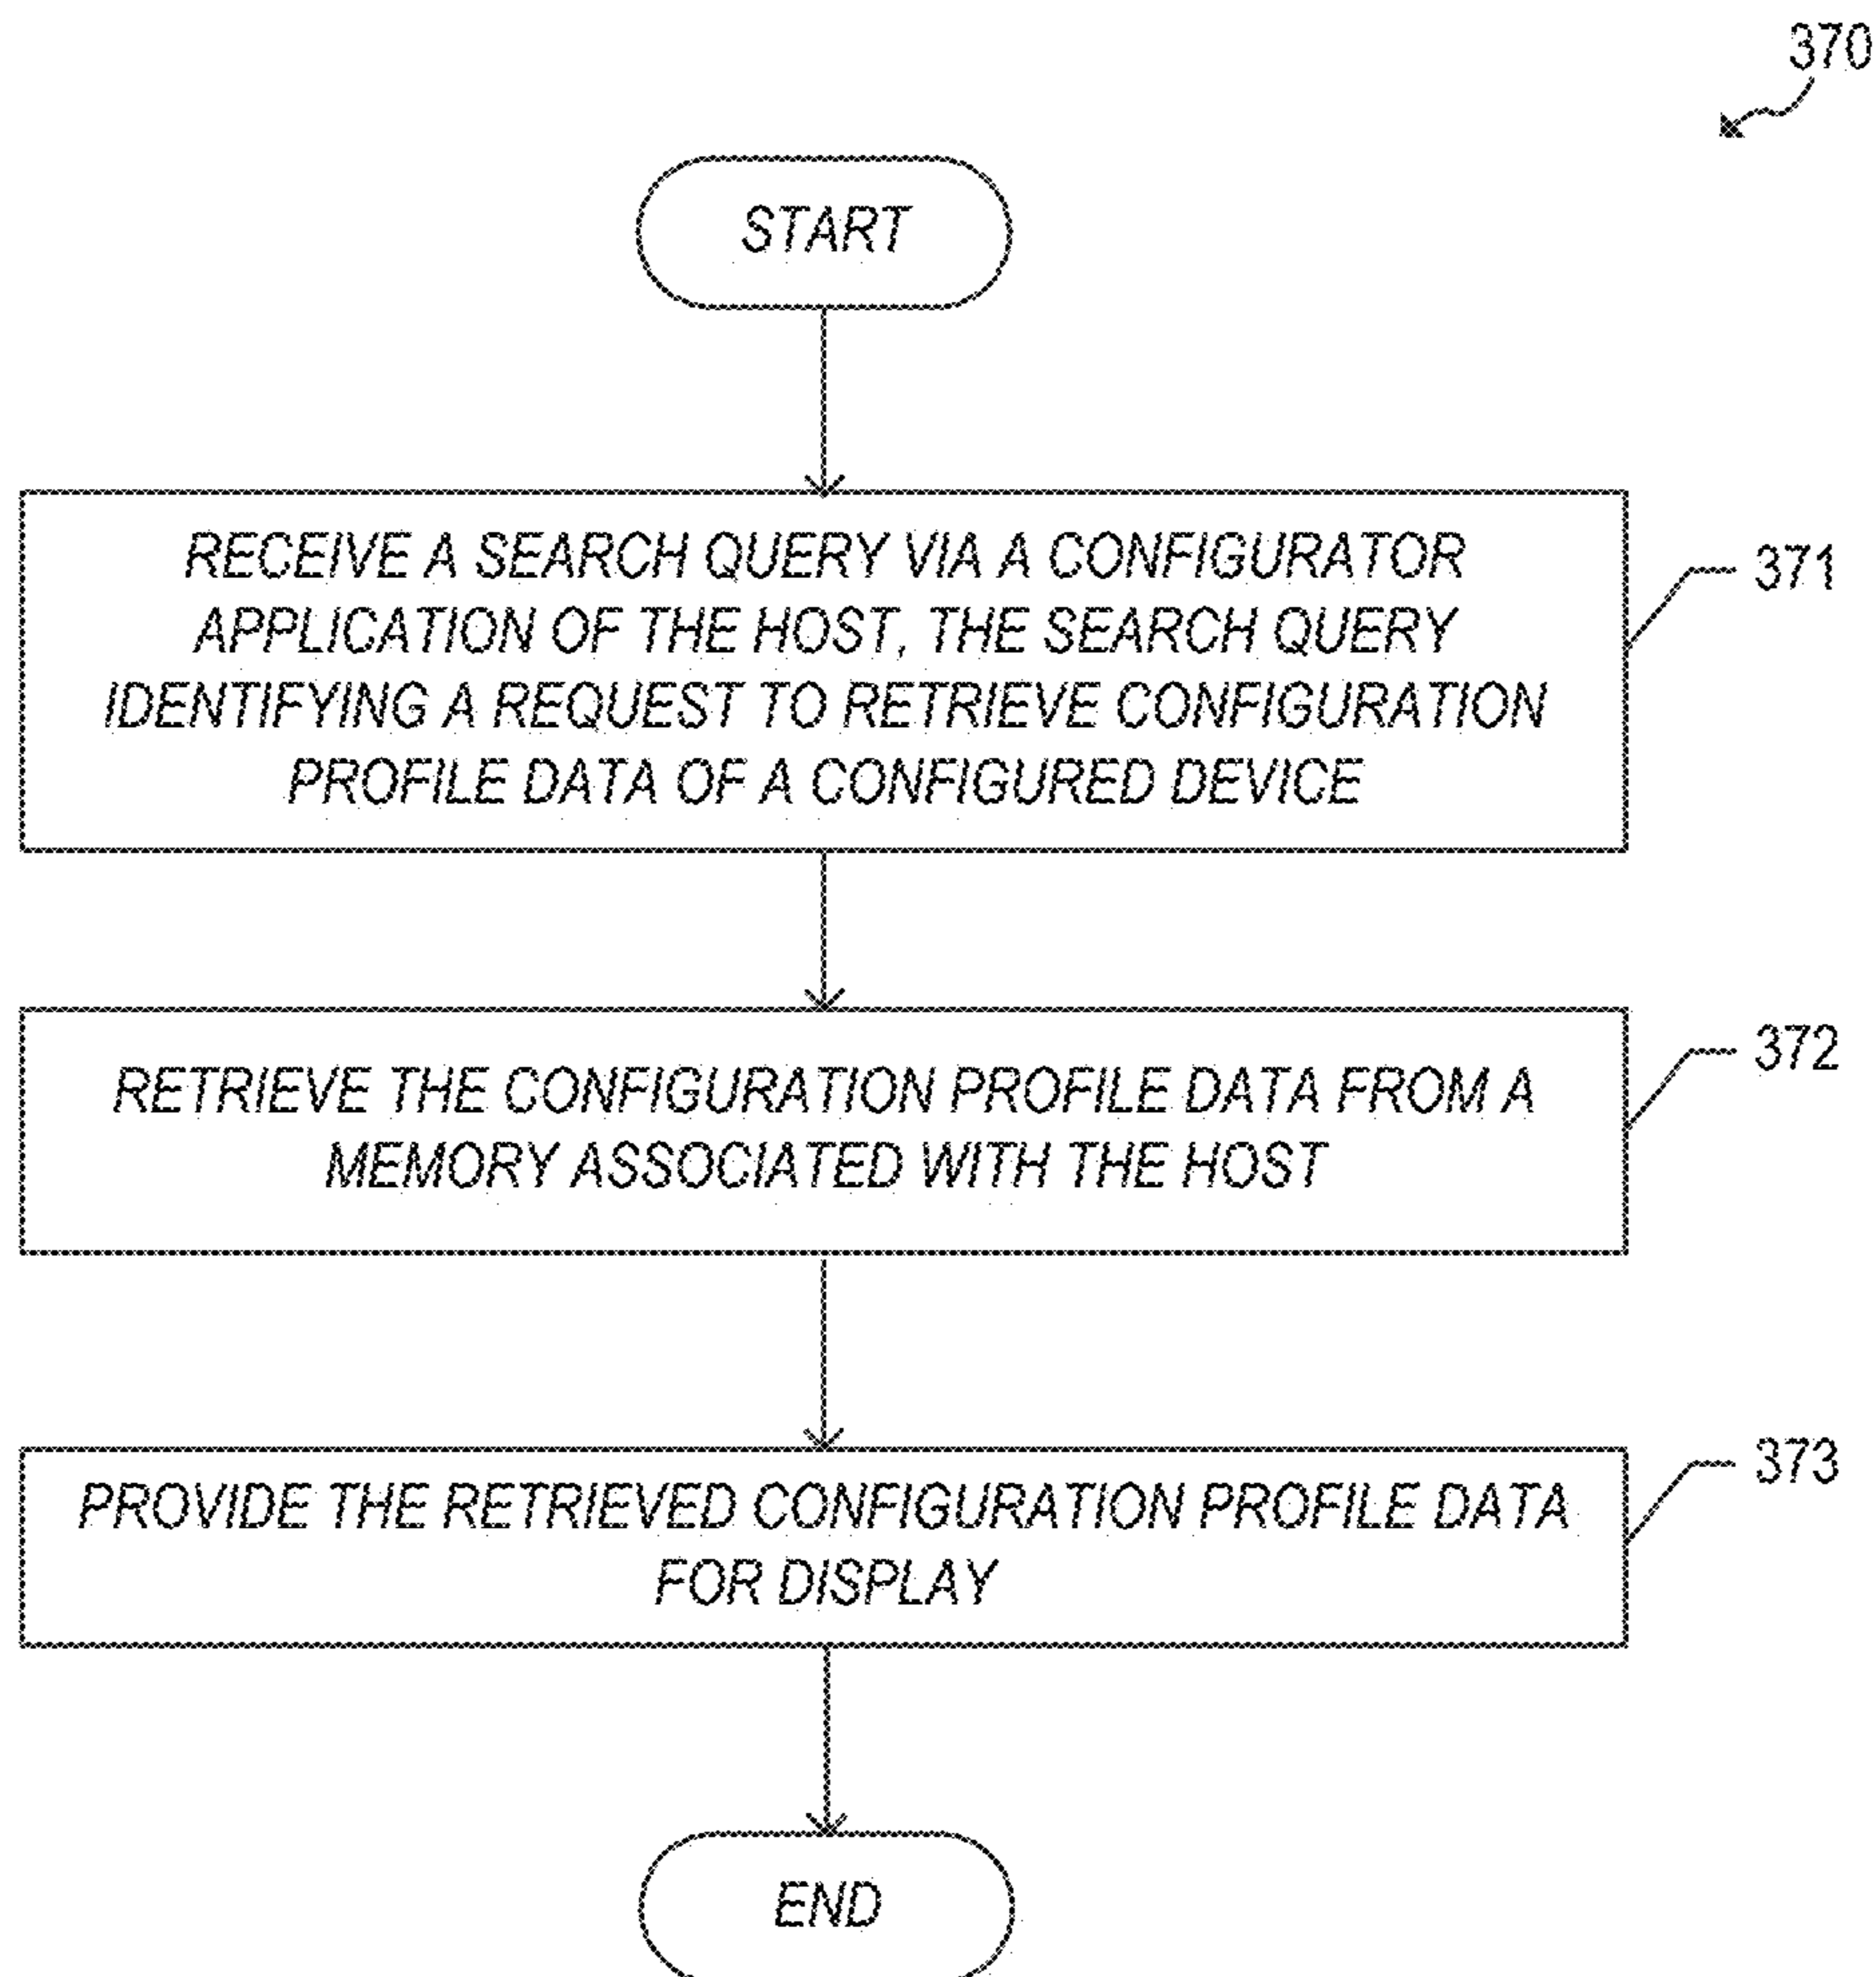 370
START
RECEIVE A SEARCH QUERY VIA A CONFIGURATOR
APPLICATION OF THE HOST, THE SEARCH QUERY
IDENTIFYING A REQUEST TO RETRIEVE CONFIGURATION
PROFILE DATA OF A CONFIGURED DEVICE
371
RETRIEVE THE CONFIGURATION PROFILE DATA FROM A
MEMORY ASSOCIATED WITH THE HOST
372
PROVIDE THE RETRIEVED CONFIGURATION PROFILE DATA
FOR DISPLAY
373
END